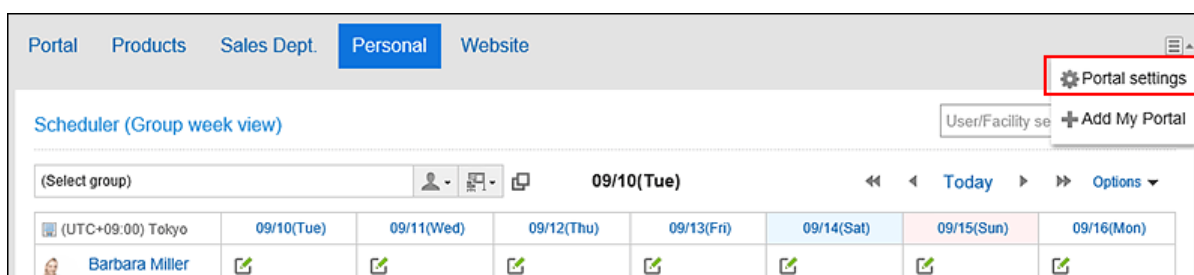 Portal Products Sales Dept. Personal Website
Portal settings
Add My Portal
Scheduler (Group week view)
User/Facility se
(Select group)
09/10(Tue)
Today
Options
(UTC+09:00) Tokyo 09/10(Tue) 09/11(Wed) 09/12(Thu) 09/13(Fri) 09/14(Sat) 09/15(Sun) 09/16(Mon)
Barbara Miller